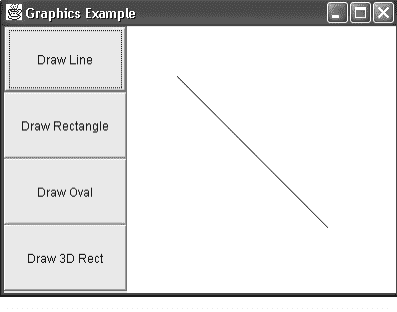 Graphics Example
Draw Line
Draw Rectangle
Draw Oval
Draw 3D Rect